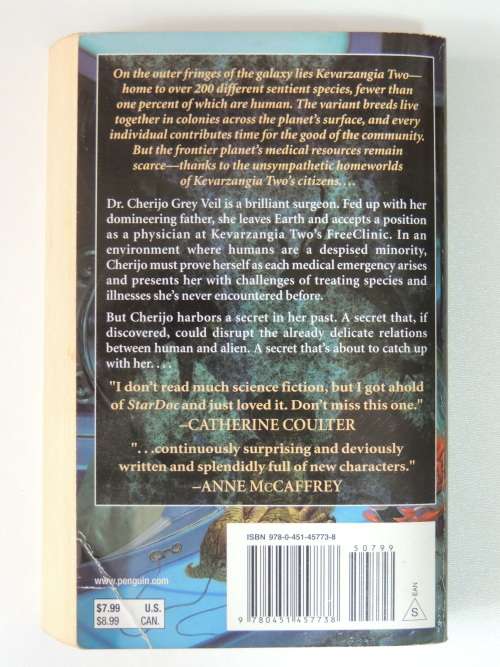 On the outer fringes of the galaxy lies Kevarzangia Two—
home to over 200 different sentient species, fewer than
one percent of which are human. The variant breeds live
together in colonies across the planet's surface, and every
individual contributes time for the good of the community.
But the frontier planet's medical resources remain
scarce—thanks to the unsympathetic homeworlds
of Kevarzangia Two's citizens. . . .
Dr. Cherijo Grey Veil is a brilliant surgeon. Fed up with her
domineering father, she leaves Earth and accepts a position
as a physician at Kevarzangia Two's FreeClinic. In an
environment where humans are a despised minority,
Cherijo must prove herself as each medical emergency arises
and presents her with challenges of treating species and
illnesses she's never encountered before.
But Cherijo harbors a secret in her past. A secret that, if
discovered, could disrupt the already delicate relations
between human and alien. A secret that's about to catch up
with her. . . .
"I don't read much science fiction, but I got ahold
of StarDoc and just loved it. Don't miss this one."
–CATHERINE COULTER
". . .continuously surprising and deviously
written and splendidly full of new characters."
–ANNE McCAFFREY
ISBN 978-0-451-45773-8
50799
EAN
S
9 780451 457738
www.penguin.com
$7.99 U.S.
$8.99 CAN.